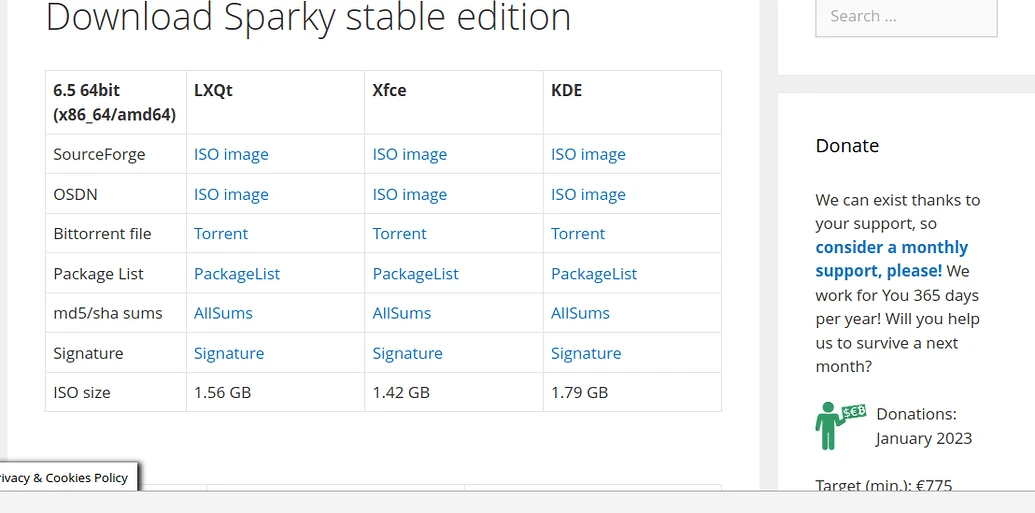 Download Sparky stable edition
Search ...
6.5 64bit (x86_64/amd64) LXQt Xfce KDE
SourceForge ISO image ISO image ISO image
OSDN ISO image ISO image ISO image
Bittorrent file Torrent Torrent Torrent
Package List PackageList PackageList PackageList
md5/sha sums AllSums AllSums AllSums
Signature Signature Signature Signature
ISO size 1.56 GB 1.42 GB 1.79 GB
Donate
We can exist thanks to
your support, so
consider a monthly
support, please! We
work for You 365 days
per year! Will you help
us to survive a next
month?
$€B
Donations:
January 2023
Target (min.): €775
ivacy & Cookies Policy